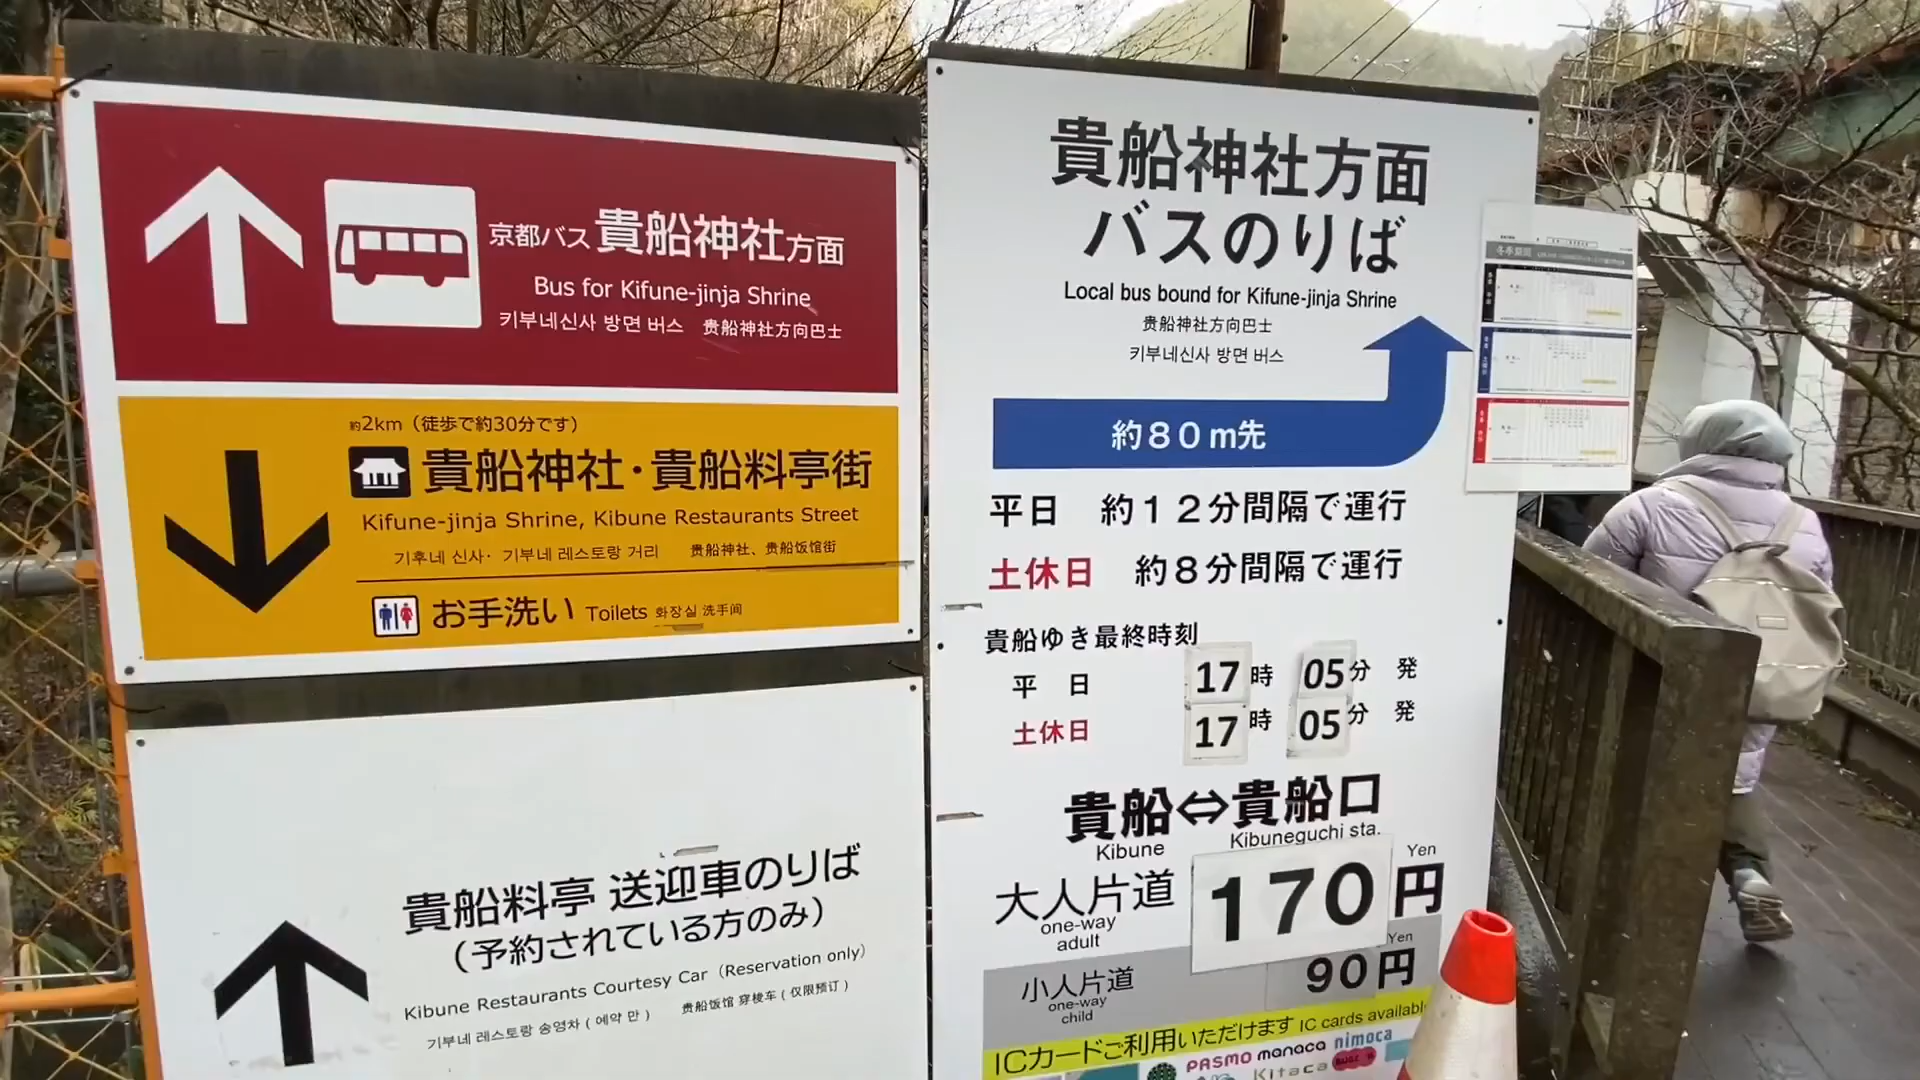 京都バス 貴船神社方面
Bus for Kifune-jinja Shrine
키부네신사 방면 버스 贵船神社方向巴士
約2km（徒歩で約30分です）
貴船神社・貴船料亭街
Kifune-jinja Shrine, Kibune Restaurants Street
기후네 신사· 기부네 레스토랑 거리 贵船神社、贵船饭馆街
お手洗い Toilets 화장실 洗手间
貴船料亭 送迎車のりば
（予約されている方のみ）
Kibune Restaurants Courtesy Car（Reservation only）
기부네 레스토랑 송영차 ( 예약 만 ) 贵船饭馆 穿梭车 ( 仅限预订 )
貴船神社方面
バスのりば
Local bus bound for Kifune-jinja Shrine
贵船神社方向巴士
키부네신사 방면 버스
約80m先
平日 約12分間隔で運行
土休日 約8分間隔で運行
貴船ゆき最終時刻
平 日 17時 05分 発
土休日 17時 05分 発
貴船⇔貴船口
Kibune Kibuneguchi sta.
大人片道 170円
one-way
adult
Yen
小人片道 90円
one-way
child
Yen
ICカードご利用いただけます IC cards available
PASMO manaca nimoca
Kitaca